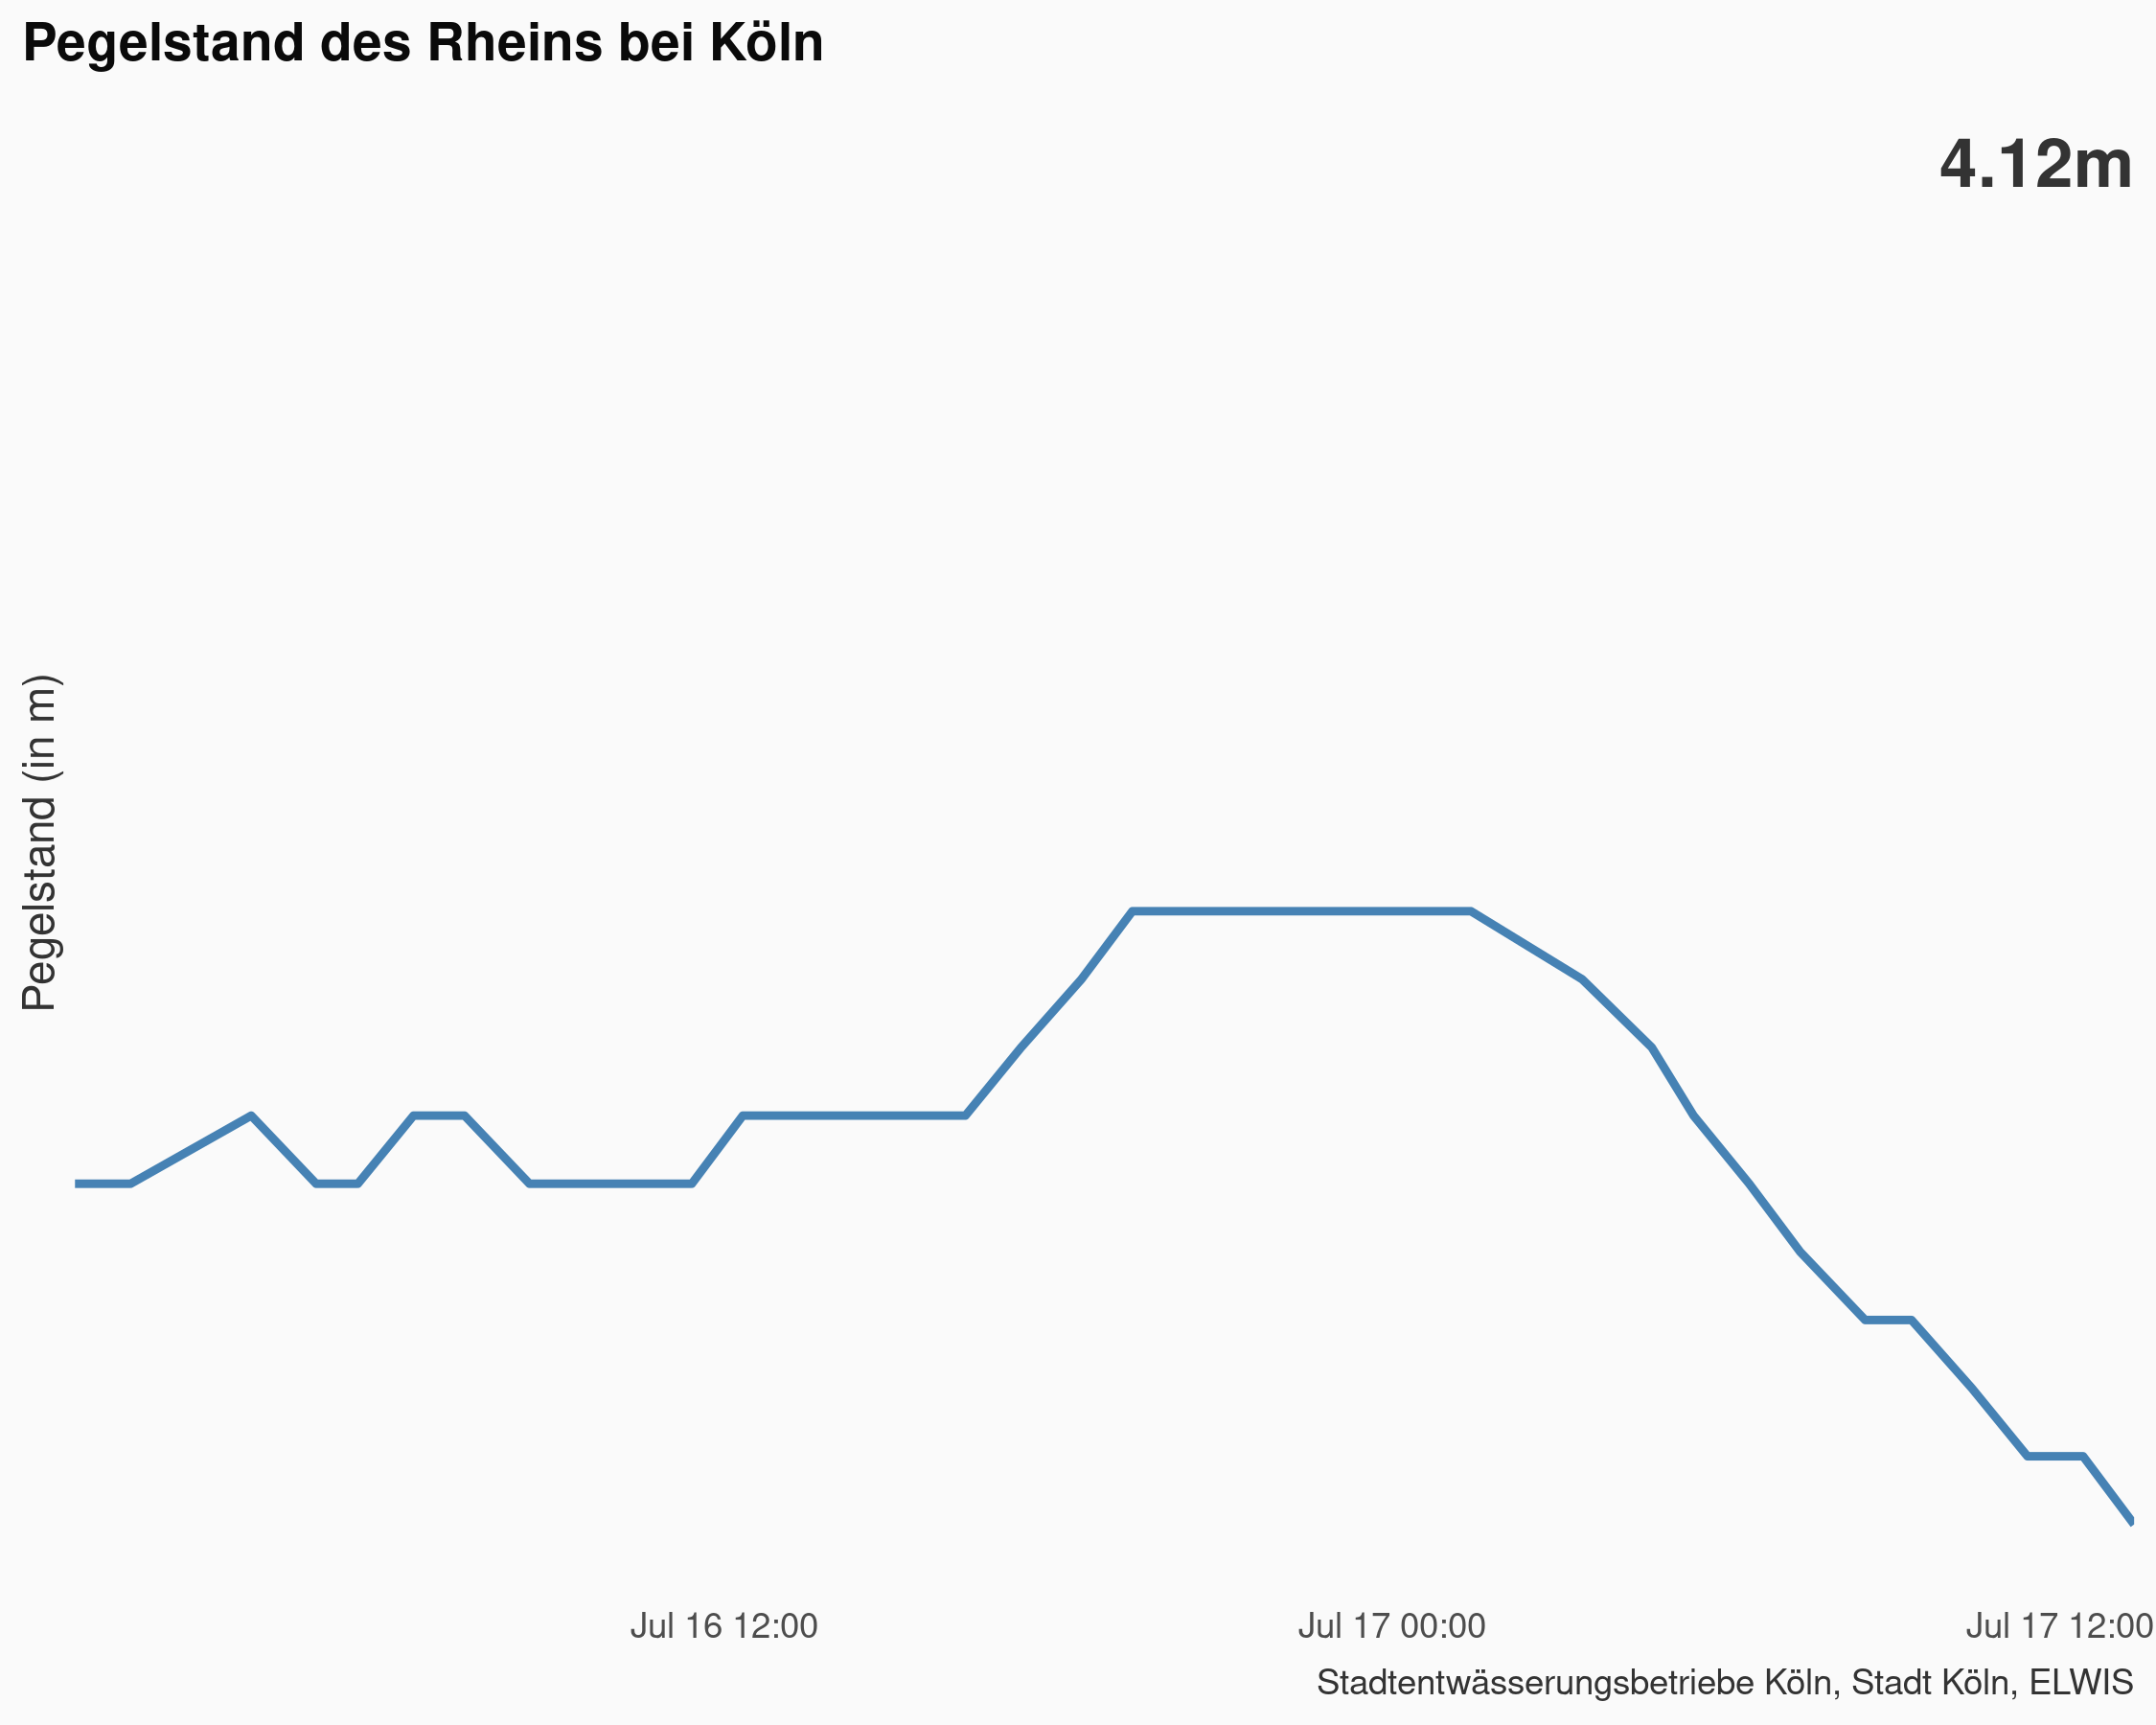 Pegelstand des Rheins bei Köln
4.12m
Pegelstand (in m)
Jul 16 12:00
Jul 17 00:00
Jul 17 12:00
Stadtentwässerungsbetriebe Köln, Stadt Köln, ELWIS